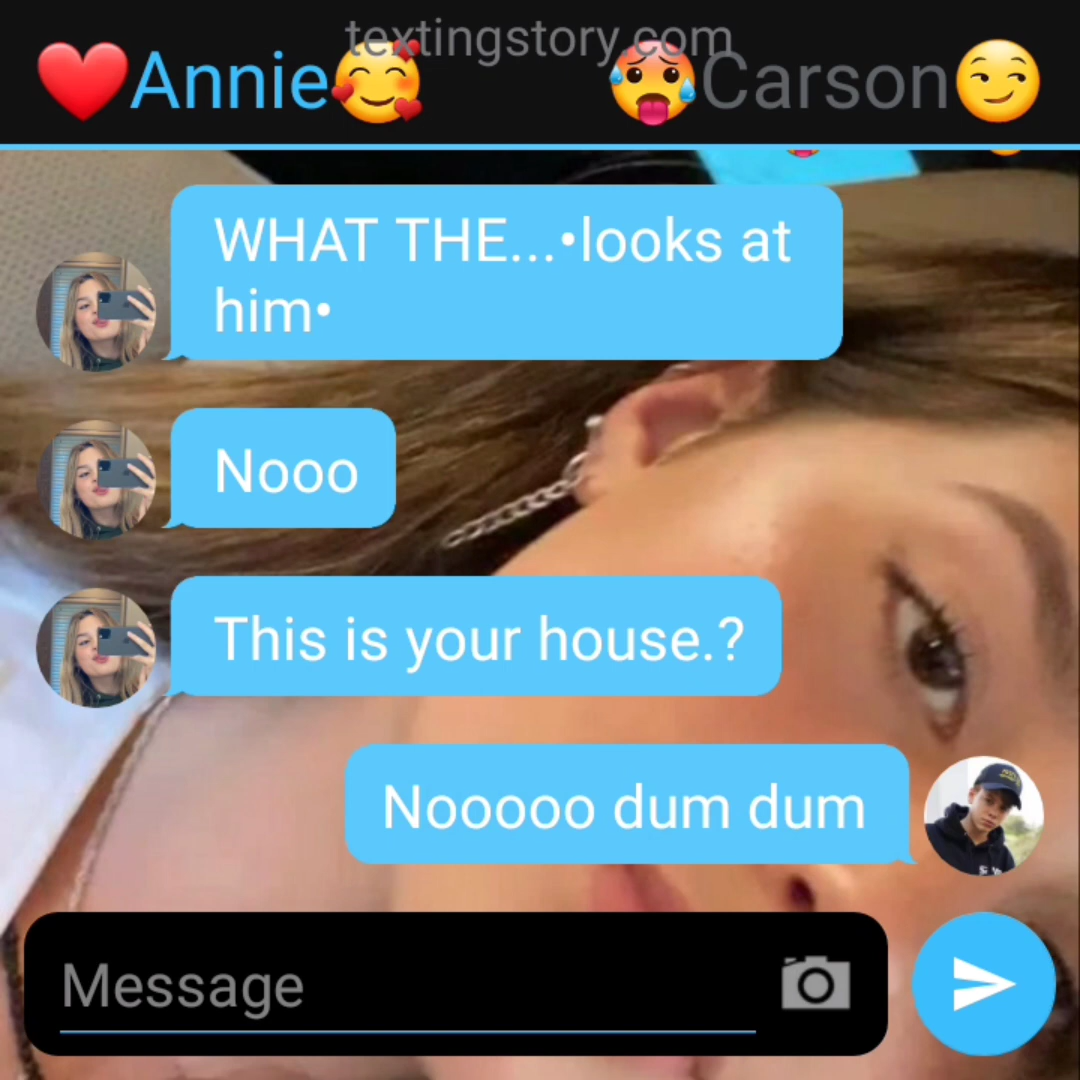 textingstory.com
❤️Annie🥰
🥵Carson😏
WHAT THE...•looks at
him•
Nooo
This is your house.?
Nooooo dum dum
Message